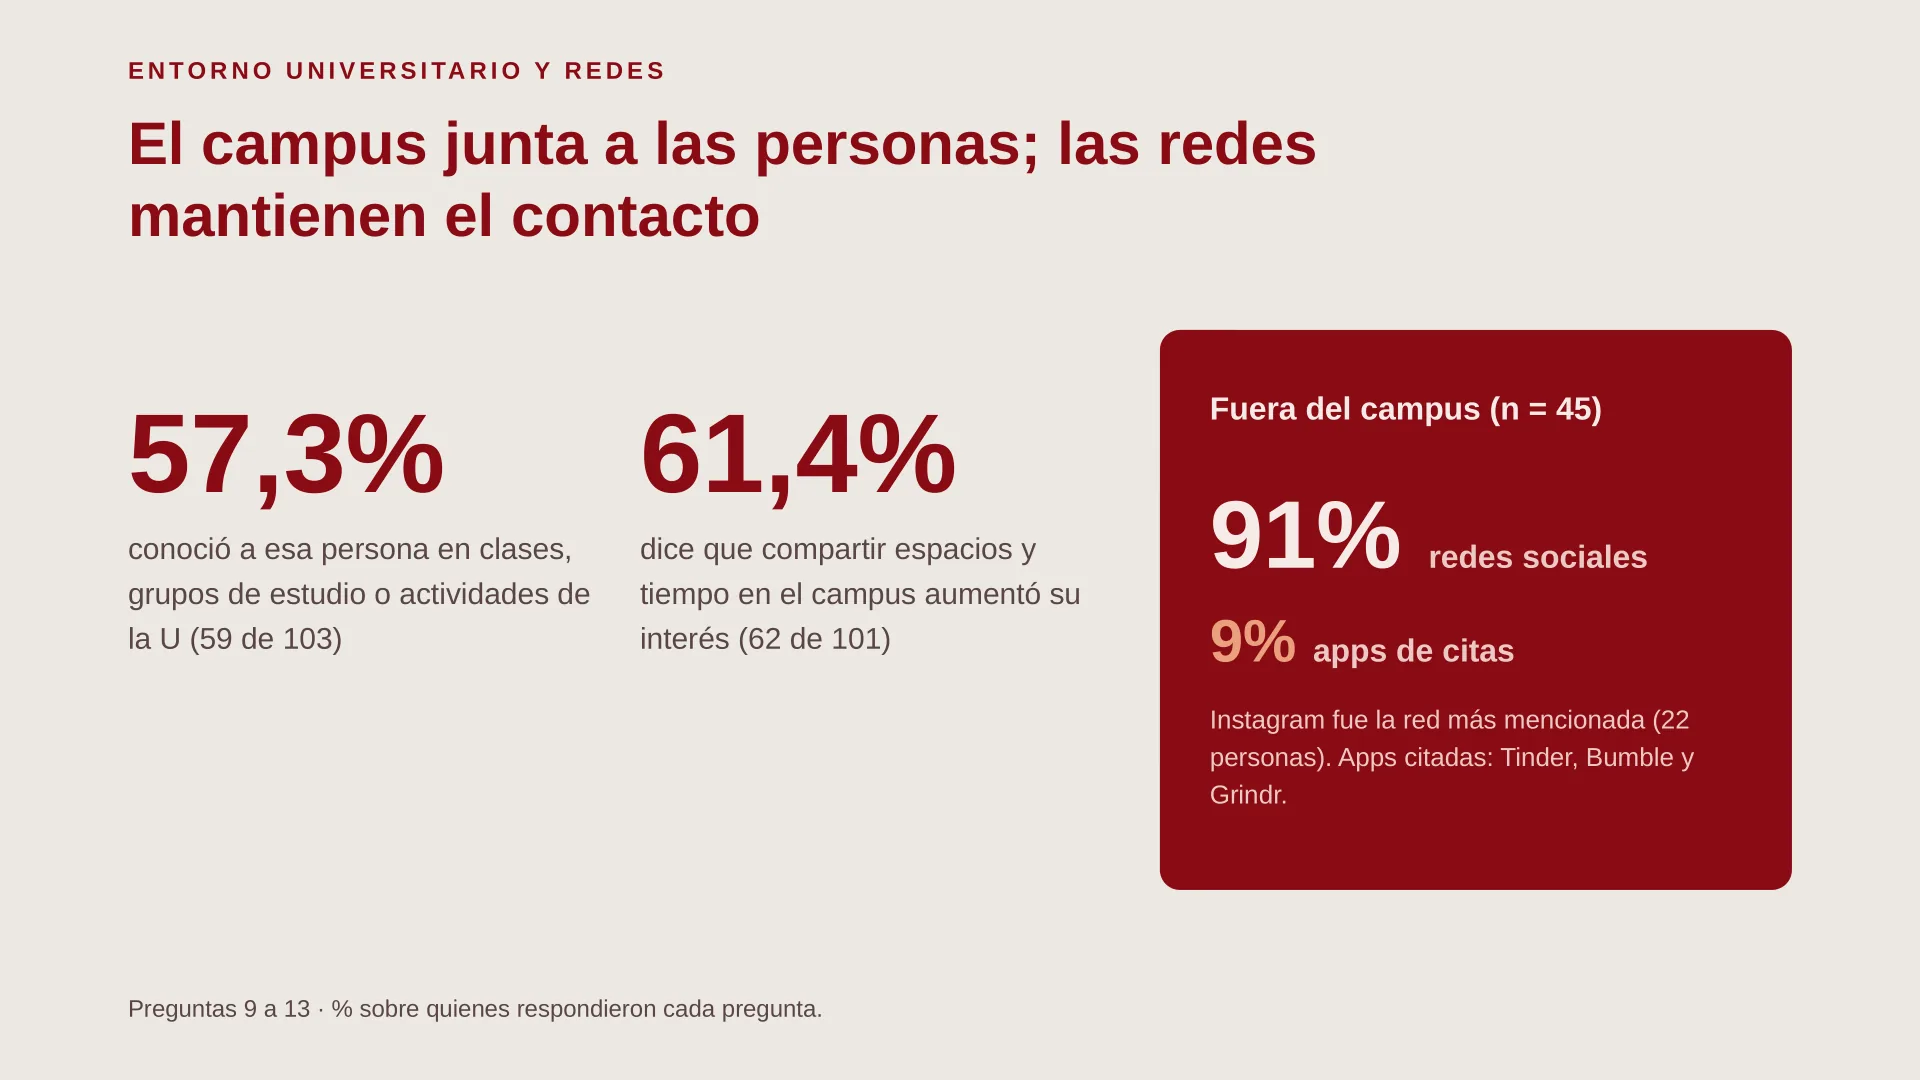 ENTORNO UNIVERSITARIO Y REDES
El campus junta a las personas; las redes
mantienen el contacto
57,3%
conoció a esa persona en clases,
grupos de estudio o actividades de
la U (59 de 103)
61,4%
dice que compartir espacios y
tiempo en el campus aumentó su
interés (62 de 101)
Fuera del campus (n = 45)
91% redes sociales
9% apps de citas
Instagram fue la red más mencionada (22
personas). Apps citadas: Tinder, Bumble y
Grindr.
Preguntas 9 a 13 · % sobre quienes respondieron cada pregunta.